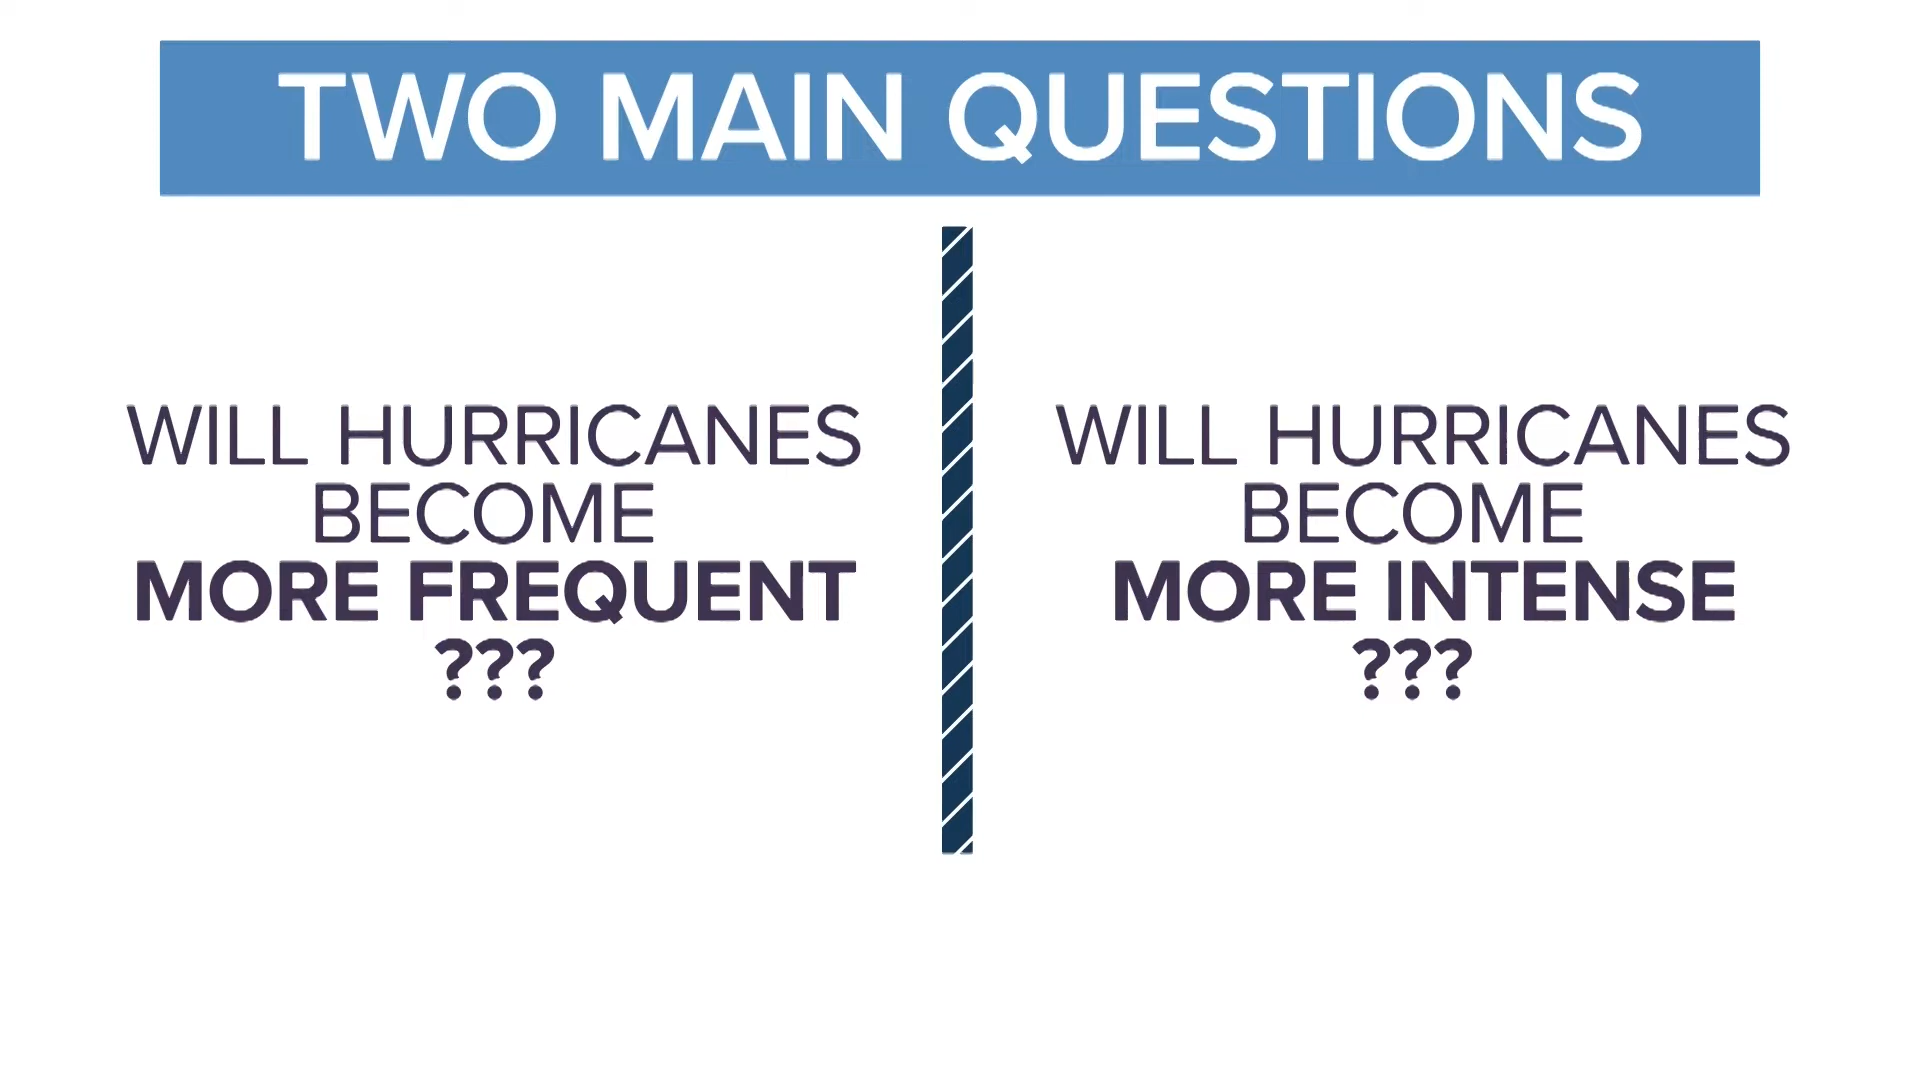 TWO MAIN QUESTIONS
WILL HURRICANES
BECOME
MORE FREQUENT
???
WILL HURRICANES
BECOME
MORE INTENSE
???